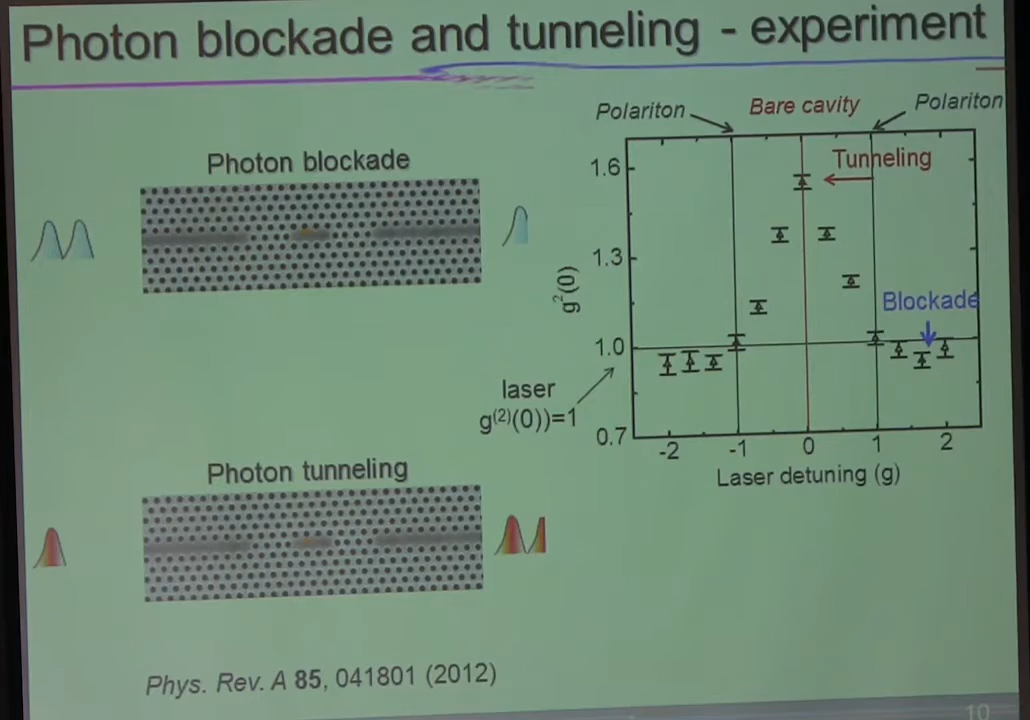 Photon blockade and tunneling - experiment
Polariton
Bare cavity
Polariton
Photon blockade
1.6
Tunneling
1.3
g²(0)
Blockade
1.0
laser
g⁽²⁾(0))=1
0.7
-2
-1
0
1
2
Laser detuning (g)
Photon tunneling
Phys. Rev. A 85, 041801 (2012)
10